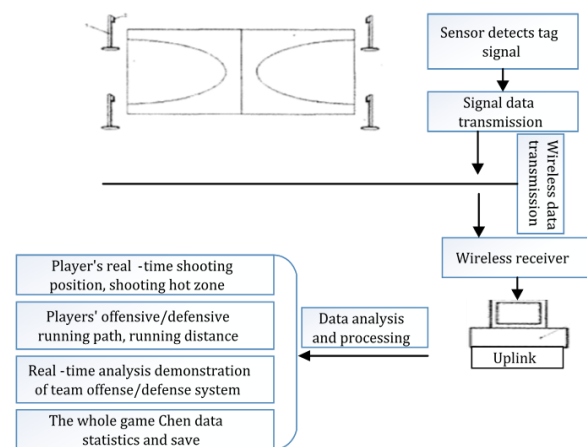 Sensor detects tag
signal
Signal data
transmission
Wireless data
transmission
Wireless receiver
Uplink
Data analysis
and processing
Player's real -time shooting
position, shooting hot zone
Players' offensive/defensive
running path, running distance
Real -time analysis demonstration
of team offense/defense system
The whole game Chen data
statistics and save